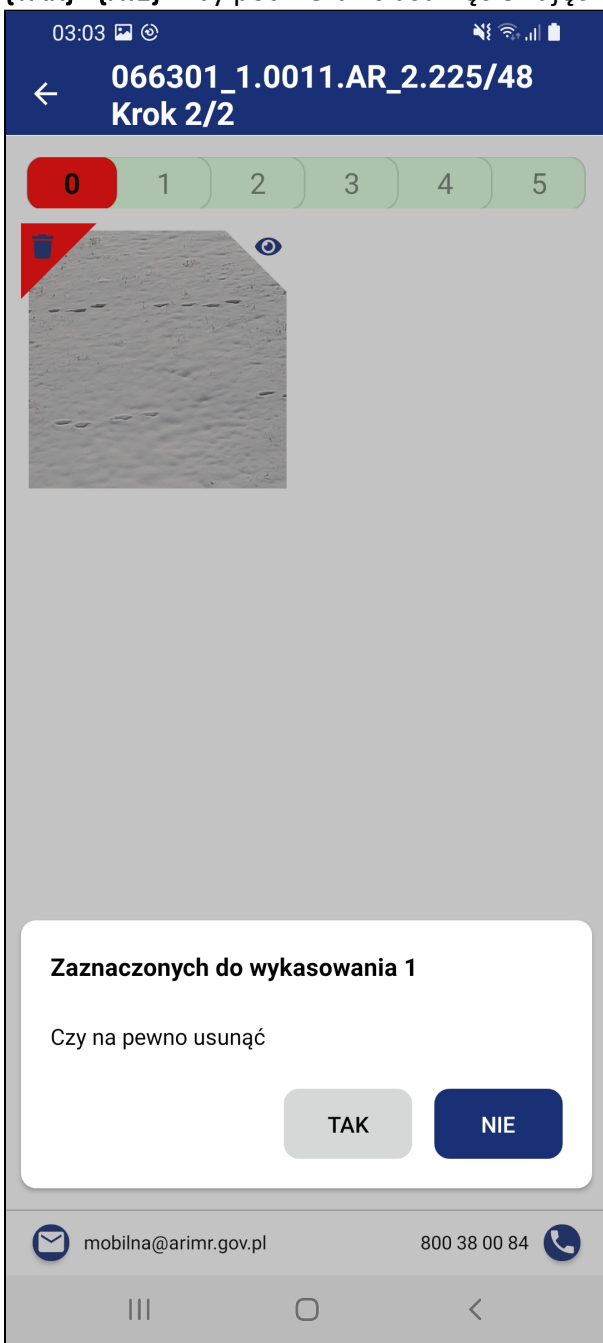 03:03
066301_1.0011.AR_2.225/48
Krok 2/2
0 1 2 3 4 5
Zaznaczonych do wykasowania 1
Czy na pewno usunąć
TAK NIE
mobilna@arimr.gov.pl 800 38 00 84